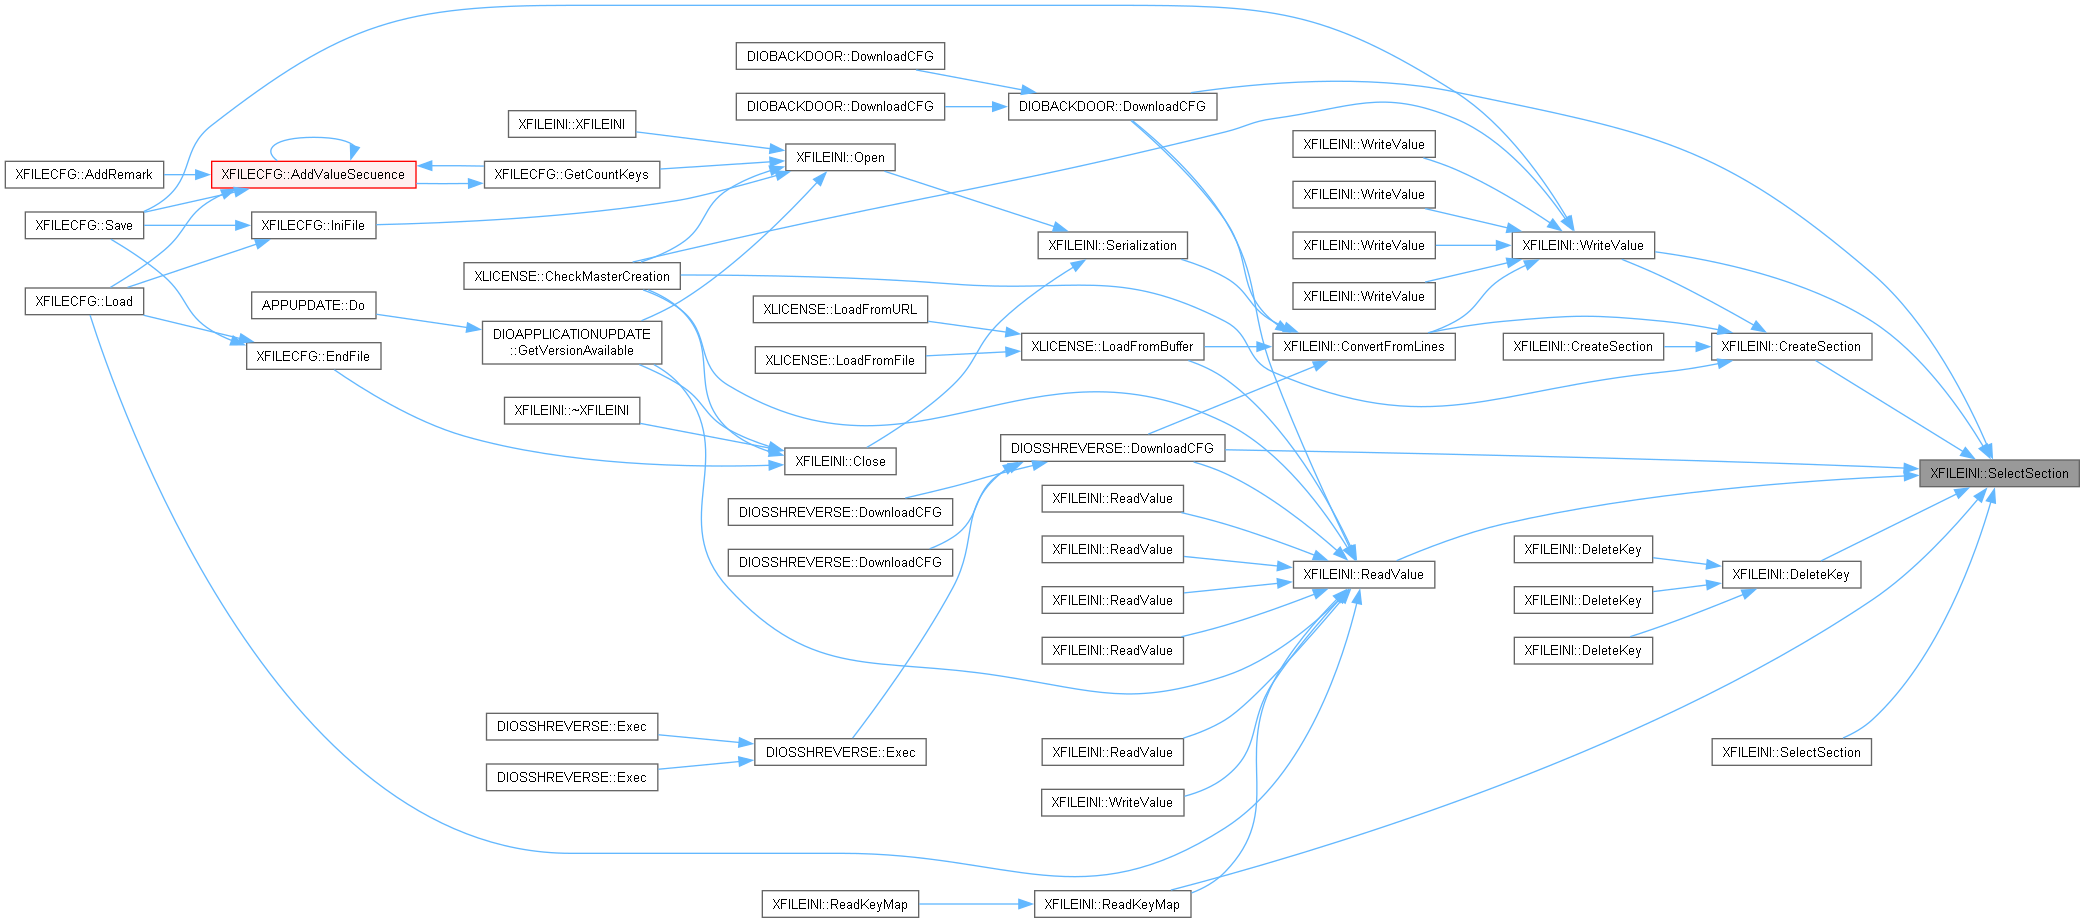 DIOBACKDOOR::DownloadCFG
DIOBACKDOOR::DownloadCFG
DIOBACKDOOR::DownloadCFG
XFILEINI::XFILEINI
XFILEINI::WriteValue
XFILEINI::Open
XFILECFG::AddRemark
XFILECFG::AddValueSecuence
XFILECFG::GetCountKeys
XFILEINI::WriteValue
XFILECFG::Save
XFILECFG::IniFile
XFILEINI::Serialization
XFILEINI::WriteValue
XFILEINI::WriteValue
XLICENSE::CheckMasterCreation
XFILEINI::WriteValue
XFILECFG::Load
APPUPDATE::Do
XLICENSE::LoadFromURL
DIOAPPLICATIONUPDATE
::GetVersionAvailable
XLICENSE::LoadFromBuffer
XFILEINI::ConvertFromLines
XFILEINI::CreateSection
XFILEINI::CreateSection
XFILECFG::EndFile
XLICENSE::LoadFromFile
XFILEINI::~XFILEINI
DIOSSHREVERSE::DownloadCFG
XFILEINI::Close
XFILEINI::SelectSection
XFILEINI::ReadValue
DIOSSHREVERSE::DownloadCFG
XFILEINI::ReadValue
XFILEINI::DeleteKey
DIOSSHREVERSE::DownloadCFG
XFILEINI::ReadValue
XFILEINI::DeleteKey
XFILEINI::ReadValue
XFILEINI::DeleteKey
XFILEINI::ReadValue
XFILEINI::DeleteKey
DIOSSHREVERSE::Exec
DIOSSHREVERSE::Exec
XFILEINI::ReadValue
XFILEINI::SelectSection
DIOSSHREVERSE::Exec
XFILEINI::WriteValue
XFILEINI::ReadKeyMap
XFILEINI::ReadKeyMap